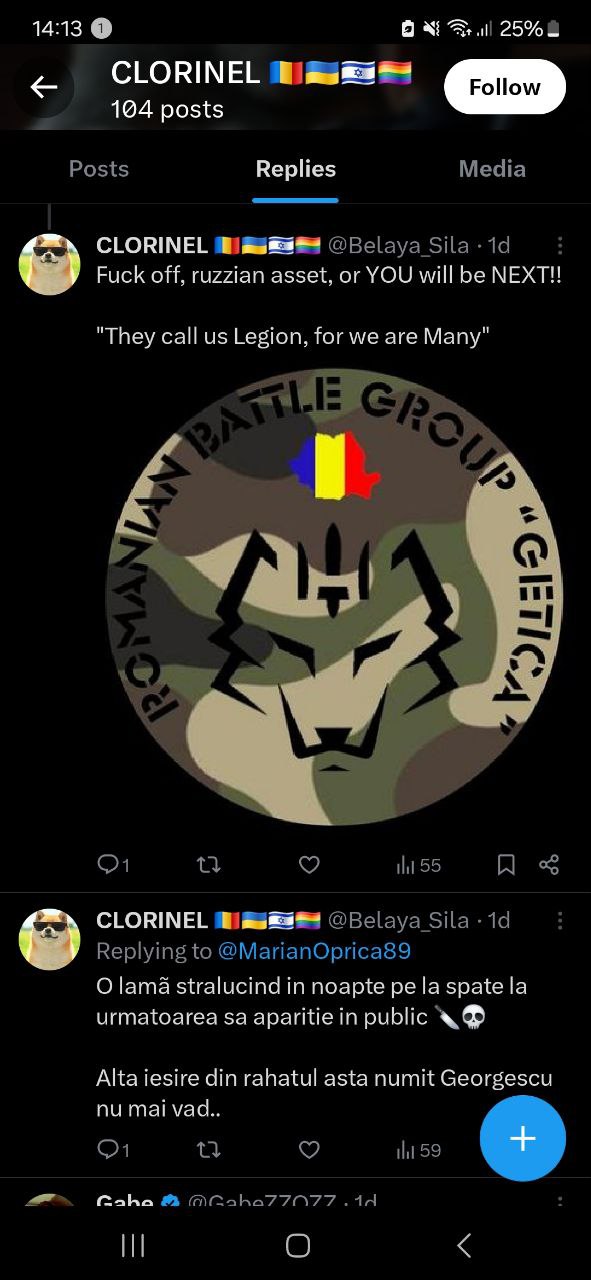 14:13 1 25%
CLORINEL 🇷🇴🇺🇦🇮🇱🏳️‍🌈
104 posts
Follow
Posts Replies Media
CLORINEL 🇷🇴🇺🇦🇮🇱🏳️‍🌈 @Belaya_Sila · 1d
Fuck off, ruzzian asset, or YOU will be NEXT!!
"They call us Legion, for we are Many"
ROMANIAN BATTLE GROUP "GETICA"
1 55
CLORINEL 🇷🇴🇺🇦🇮🇱🏳️‍🌈 @Belaya_Sila · 1d
Replying to @MarianOprica89
O lamã stralucind in noapte pe la spate la
urmatoarea sa aparitie in public 🔪💀
Alta iesire din rahatul asta numit Georgescu
nu mai vad..
1 59
Gabe @GabeZZOZZ · 1d